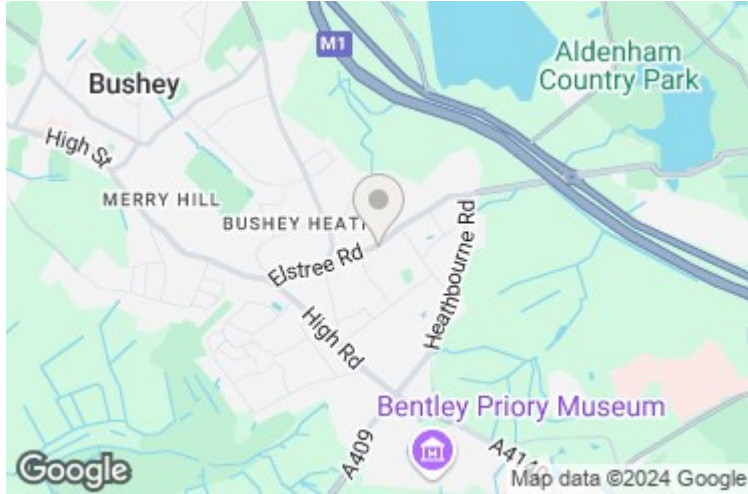 M1
Aldenham
Country Park
Bushey
High St
MERRY HILL
BUSHEY HEAT
Elstree Rd
Heathbourne Rd
High Rd
Bentley Priory Museum
A409
A4140
Google
Map data ©2024 Google